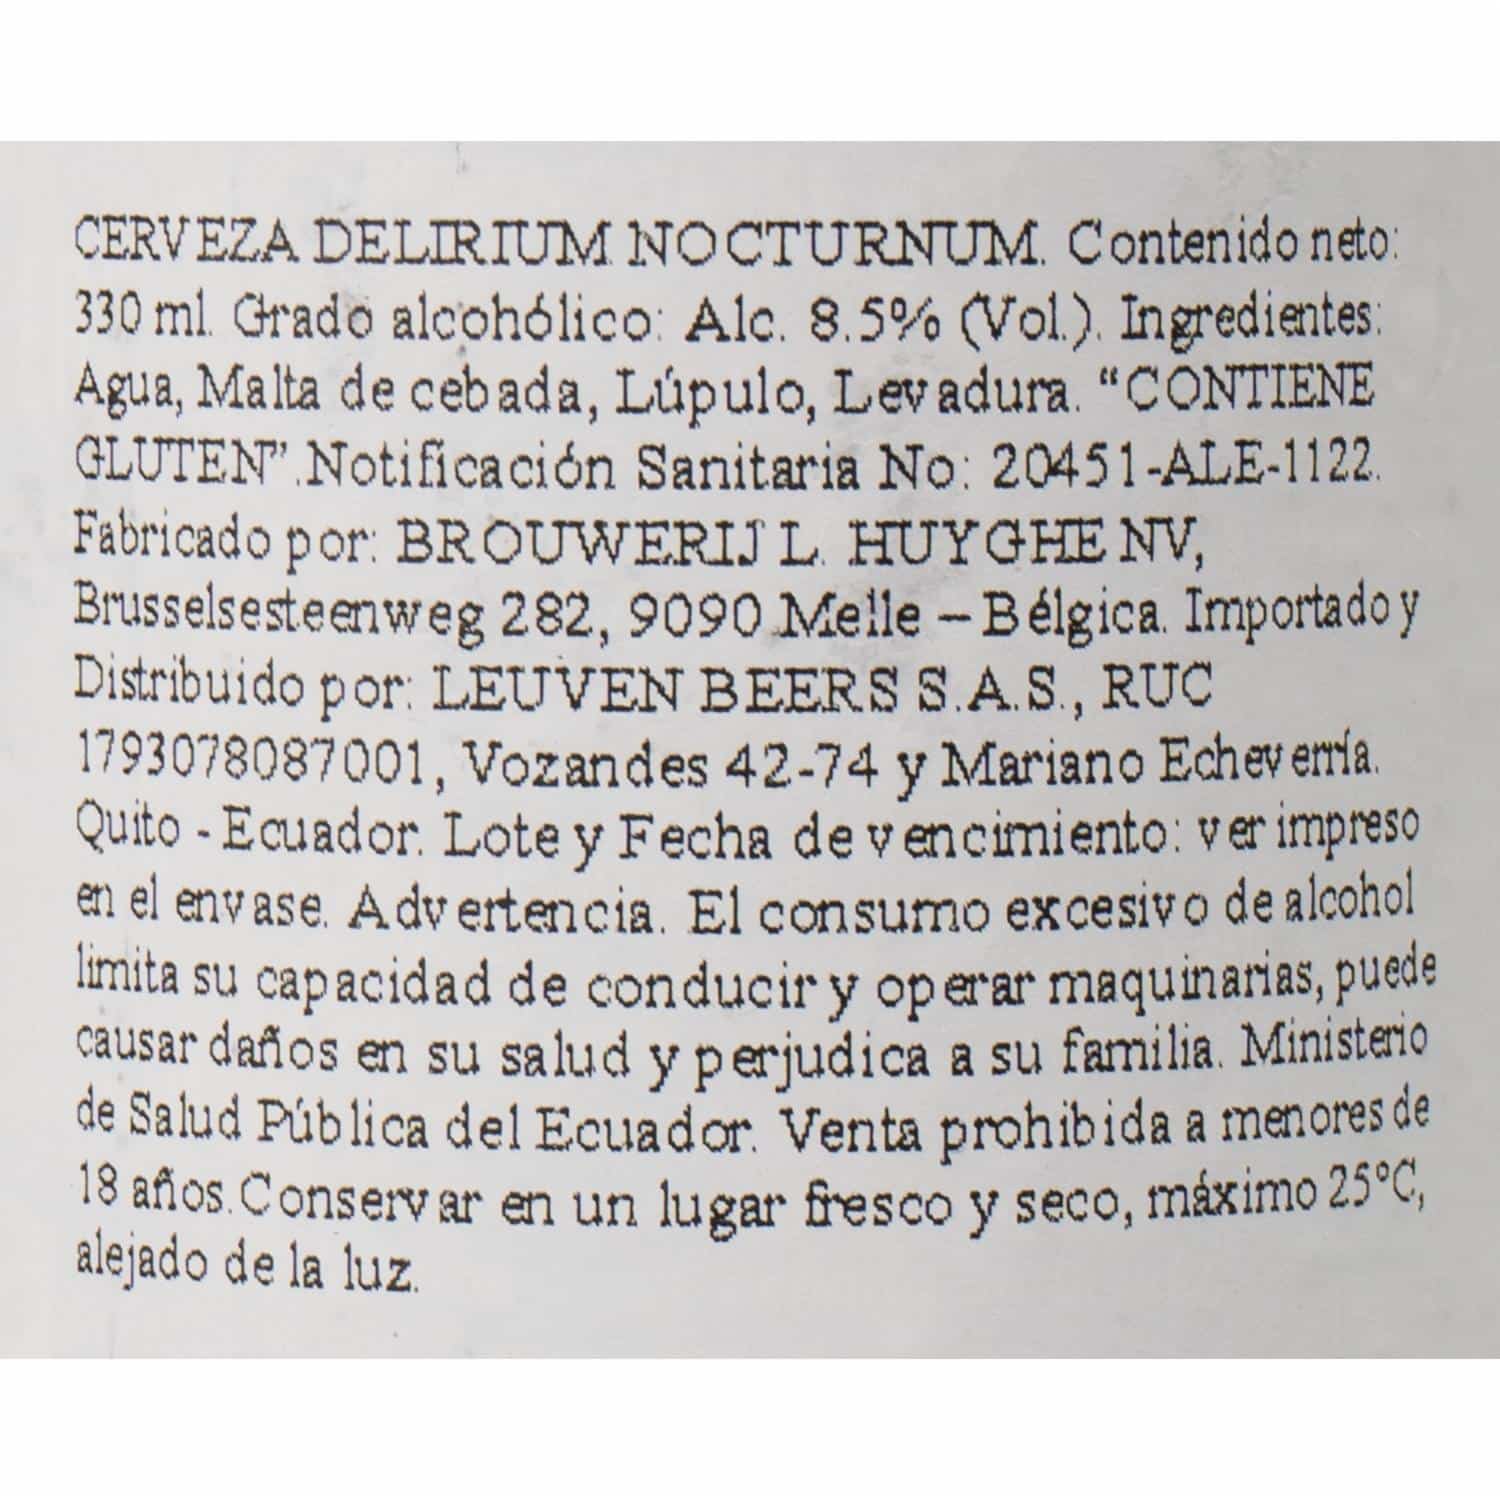 CERVEZA DELIRIUM NOCTURNUM. Contenido neto:
330 ml. Grado alcohólico: Alc. 8.5% (Vol.). Ingredientes:
Agua, Malta de cebada, Lúpulo, Levadura. “CONTIENE
GLUTEN”.Notificación Sanitaria No: 20451-ALE-1122.
Fabricado por: BROUWERIJ L. HUYGHE NV,
Brusselsesteenweg 282, 9090 Melle – Bélgica. Importado y
Distribuido por: LEUVEN BEERS S.A.S., RUC
1793078087001, Vozandes 42-74 y Mariano Echeverría.
Quito - Ecuador. Lote y Fecha de vencimiento: ver impreso
en el envase. Advertencia. El consumo excesivo de alcohol
limita su capacidad de conducir y operar maquinarias, puede
causar daños en su salud y perjudica a su familia. Ministerio
de Salud Pública del Ecuador. Venta prohibida a menores de
18 años.Conservar en un lugar fresco y seco, máximo 25°C,
alejado de la luz.